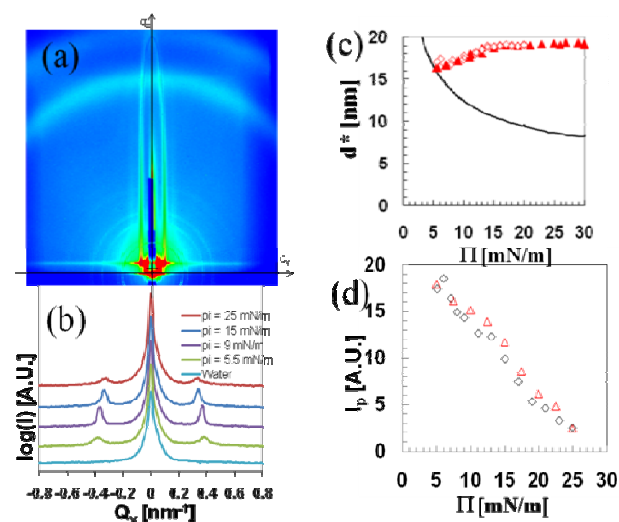 (a)
(b)
pi = 25 mN/m
pi = 15 mN/m
pi = 9 mN/m
pi = 5.5 mN/m
Water
log(I) [A.U.]
-0.8 -0.6 -0.4 -0.2 0 0.2 0.4 0.6 0.8
Qx [nm-1]
(c)
20
15
10
5
0
d* [nm]
0 5 10 15 20 25 30
Π [mN/m]
(d)
20
15
10
5
0
Ip [A.U.]
0 5 10 15 20 25 30
Π [mN/m]